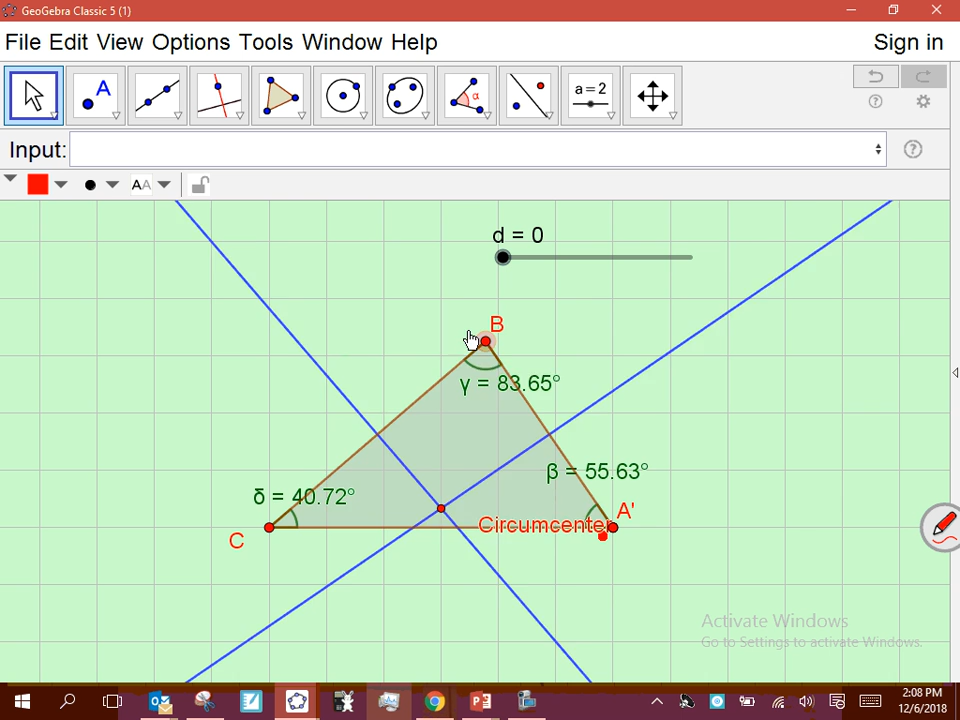 GeoGebra Classic 5 (1)
File Edit View Options Tools Window Help
Sign in
A
α
a = 2
Input:
AA
d = 0
B
γ = 83.65°
β = 55.63°
δ = 40.72°
A'
Circumcenter
C
Activate Windows
Go to Settings to activate Windows.
2:08 PM
12/6/2018